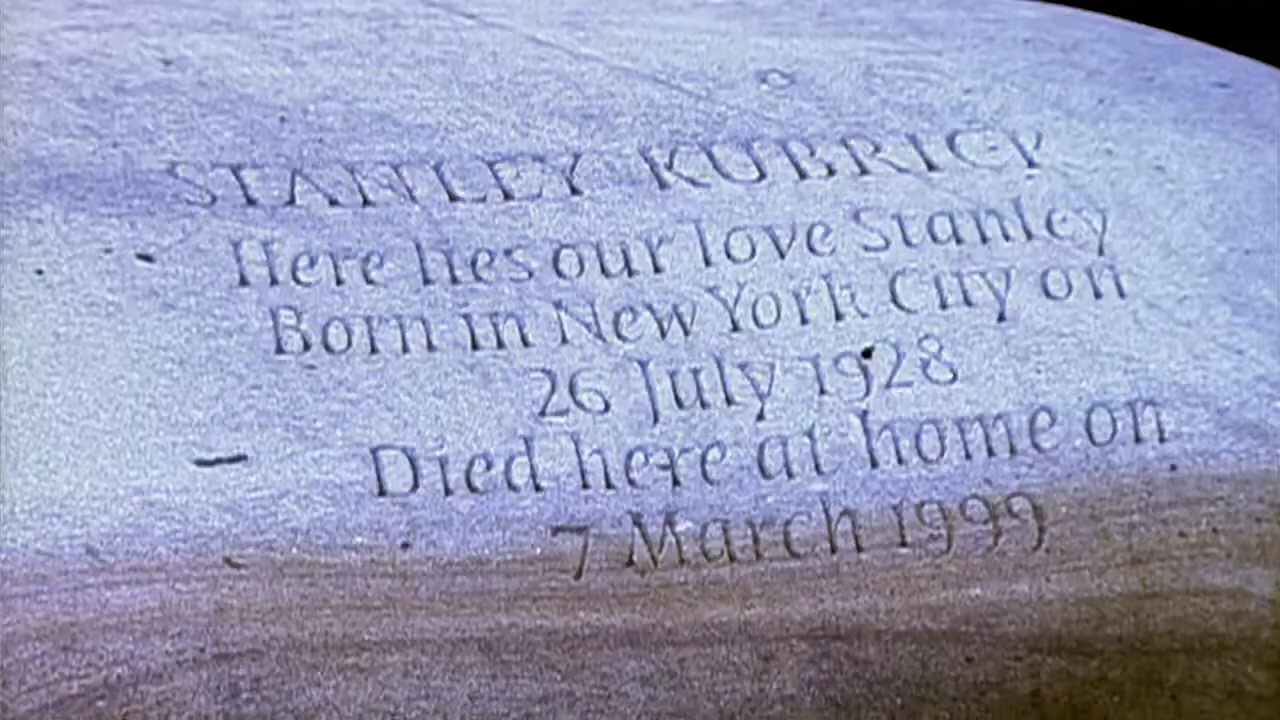 STANLEY KUBRICK
Here lies our love Stanley
Born in New York City on
26 July 1928
Died here at home on
7 March 1999